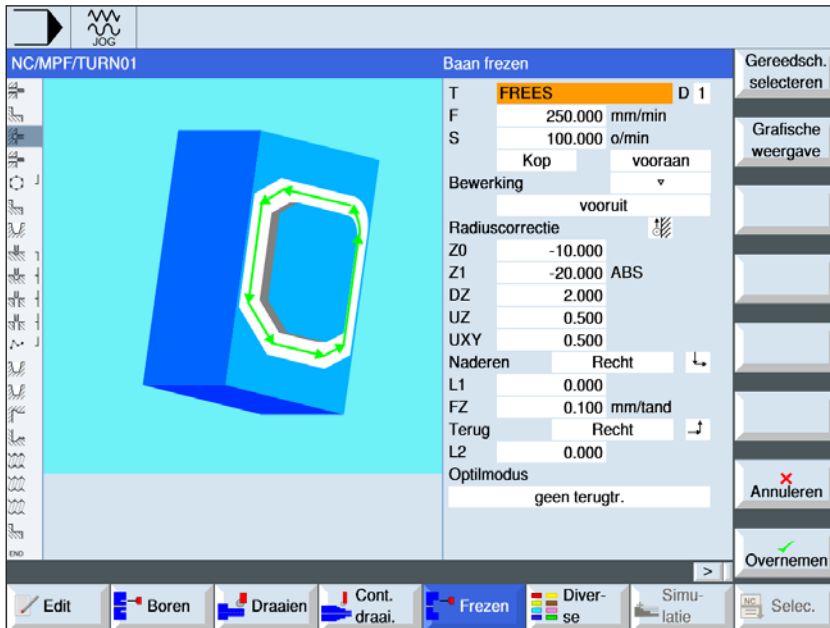 JOG
NC/MPF/TURN01
Baan frezen
T FREES D 1
F 250.000 mm/min
S 100.000 o/min
Kop vooraan
Bewerking ▿
vooruit
Radiuscorrectie
Z0 -10.000
Z1 -20.000 ABS
DZ 2.000
UZ 0.500
UXY 0.500
Naderen Recht
L1 0.000
FZ 0.100 mm/tand
Terug Recht
L2 0.000
Optilmodus
geen terugtr.
END
Gereedsch.
selecteren
Grafische
weergave
Annuleren
Overnemen
>
Edit
Boren
Draaien
Cont.
draai.
Frezen
Diver-
se
Simu-
latie
NC
Selec.